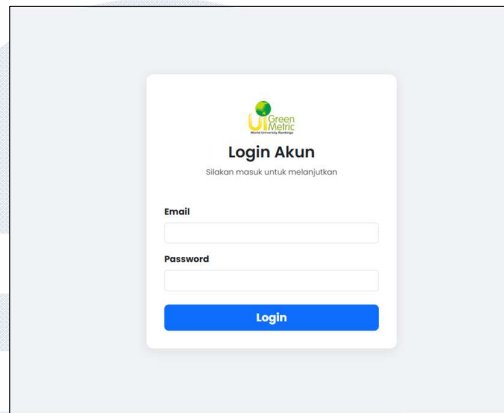 UI Green
Metric
World University Rankings
Login Akun
Silakan masuk untuk melanjutkan
Email
Password
Login